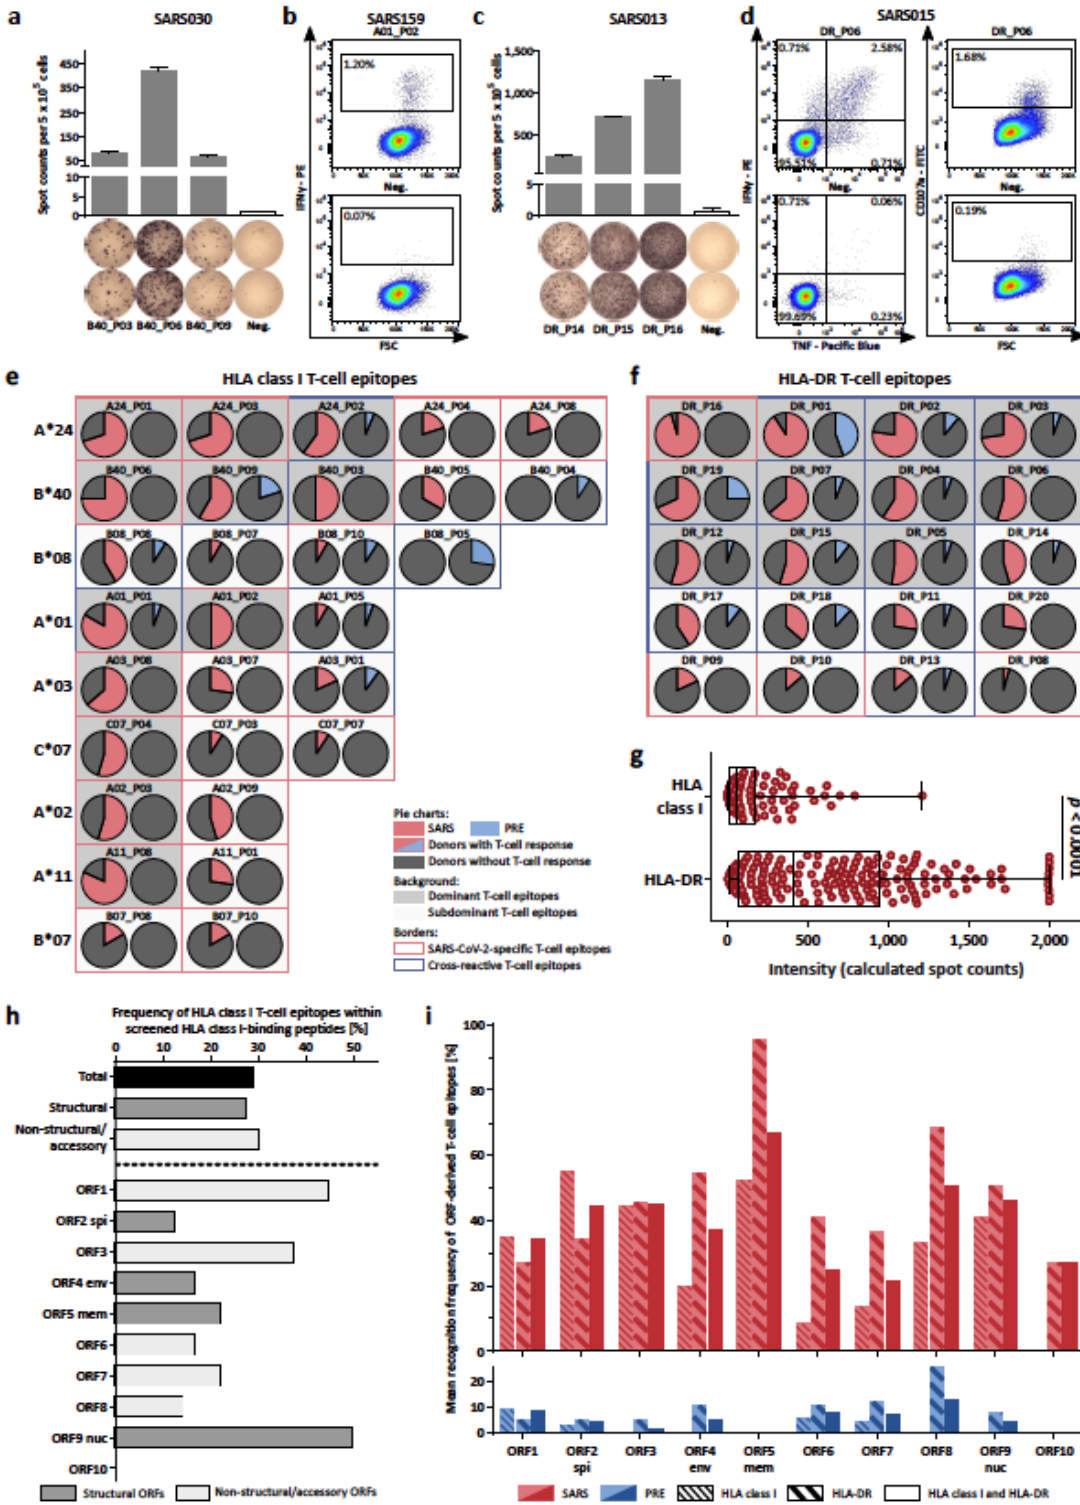 a
SARS030
Spot counts per 5 x 10⁵ cells
450
350
250
150
50
10
5
0
B40_P03 B40_P06 B40_P09 Neg.
b
SARS159
A01_P02
1.20%
Neg.
0.07%
IFNγ - PE
FSC
c
SARS013
Spot counts per 5 x 10⁵ cells
1,500
1,000
500
5
0
DR_P14 DR_P15 DR_P16 Neg.
d
SARS015
DR_P06
0.71% 2.58%
95.51% 0.71%
Neg.
0.71% 0.06%
99.69% 0.23%
IFNγ - PE
TNF - Pacific Blue
DR_P06
1.68%
Neg.
0.19%
CD107a - FITC
FSC
e
HLA class I T-cell epitopes
A*24
A24_P01 A24_P03 A24_P02 A24_P04 A24_P08
B*40
B40_P06 B40_P09 B40_P03 B40_P05 B40_P04
B*08
B08_P08 B08_P07 B08_P10 B08_P05
A*01
A01_P01 A01_P02 A01_P05
A*03
A03_P08 A03_P07 A03_P01
C*07
C07_P04 C07_P03 C07_P07
A*02
A02_P03 A02_P09
A*11
A11_P08 A11_P01
B*07
B07_P08 B07_P10
Pie charts:
SARS PRE
Donors with T-cell response
Donors without T-cell response
Background:
Dominant T-cell epitopes
Subdominant T-cell epitopes
Borders:
SARS-CoV-2-specific T-cell epitopes
Cross-reactive T-cell epitopes
f
HLA-DR T-cell epitopes
DR_P16 DR_P01 DR_P02 DR_P03
DR_P19 DR_P07 DR_P04 DR_P06
DR_P12 DR_P15 DR_P05 DR_P14
DR_P17 DR_P18 DR_P11 DR_P20
DR_P09 DR_P10 DR_P13 DR_P08
g
HLA
class I
HLA-DR
p < 0.0001
0 500 1,000 1,500 2,000
Intensity (calculated spot counts)
h
Frequency of HLA class I T-cell epitopes within
screened HLA class I-binding peptides [%]
0 10 20 30 40 50
Total
Structural
Non-structural/
accessory
ORF1
ORF2 spi
ORF3
ORF4 env
ORF5 mem
ORF6
ORF7
ORF8
ORF9 nuc
ORF10
Structural ORFs Non-structural/accessory ORFs
i
Mean recognition frequency of ORF-derived T-cell epitopes [%]
100
80
60
40
20
0
20
10
0
ORF1 ORF2 ORF3 ORF4 ORF5 ORF6 ORF7 ORF8 ORF9 ORF10
spi env mem nuc
SARS PRE HLA class I HLA-DR HLA class I and HLA-DR